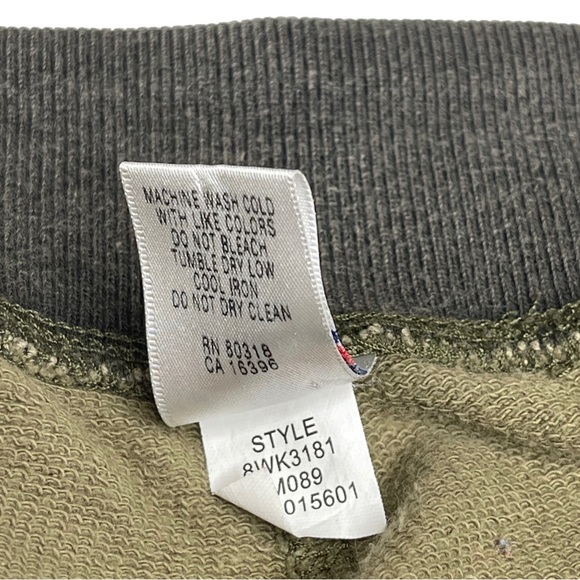 MACHINE WASH COLD
WITH LIKE COLORS
DO NOT BLEACH
TUMBLE DRY LOW
COOL IRON
DO NOT DRY CLEAN
RN 80318
CA 16396
STYLE
8WK3181
M089
015601